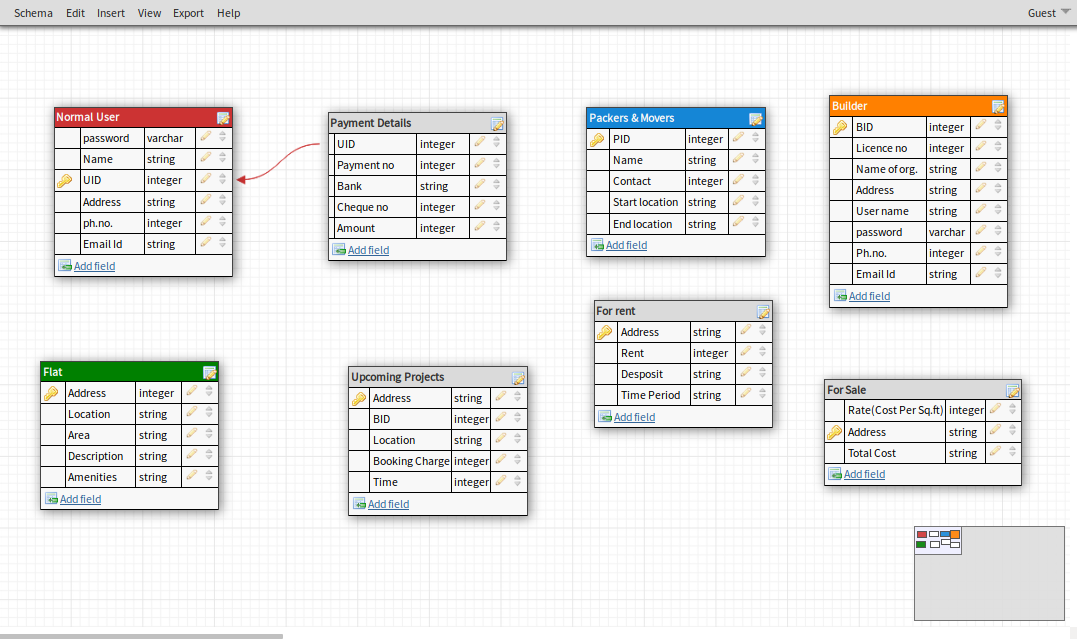 Schema Edit Insert View Export Help Guest
Normal User
password varchar
Name string
UID integer
Address string
ph.no. integer
Email Id string
Add field
Payment Details
UID integer
Payment no integer
Bank string
Cheque no integer
Amount integer
Add field
Packers & Movers
PID integer
Name string
Contact integer
Start location string
End location string
Add field
Builder
BID integer
Licence no integer
Name of org. string
Address string
User name string
password varchar
Ph.no. integer
Email Id string
Add field
For rent
Address string
Rent integer
Desposit string
Time Period string
Add field
Flat
Address integer
Location string
Area string
Description string
Amenities string
Add field
Upcoming Projects
Address string
BID integer
Location string
Booking Charge integer
Time integer
Add field
For Sale
Rate(Cost Per Sq.ft) integer
Address string
Total Cost string
Add field